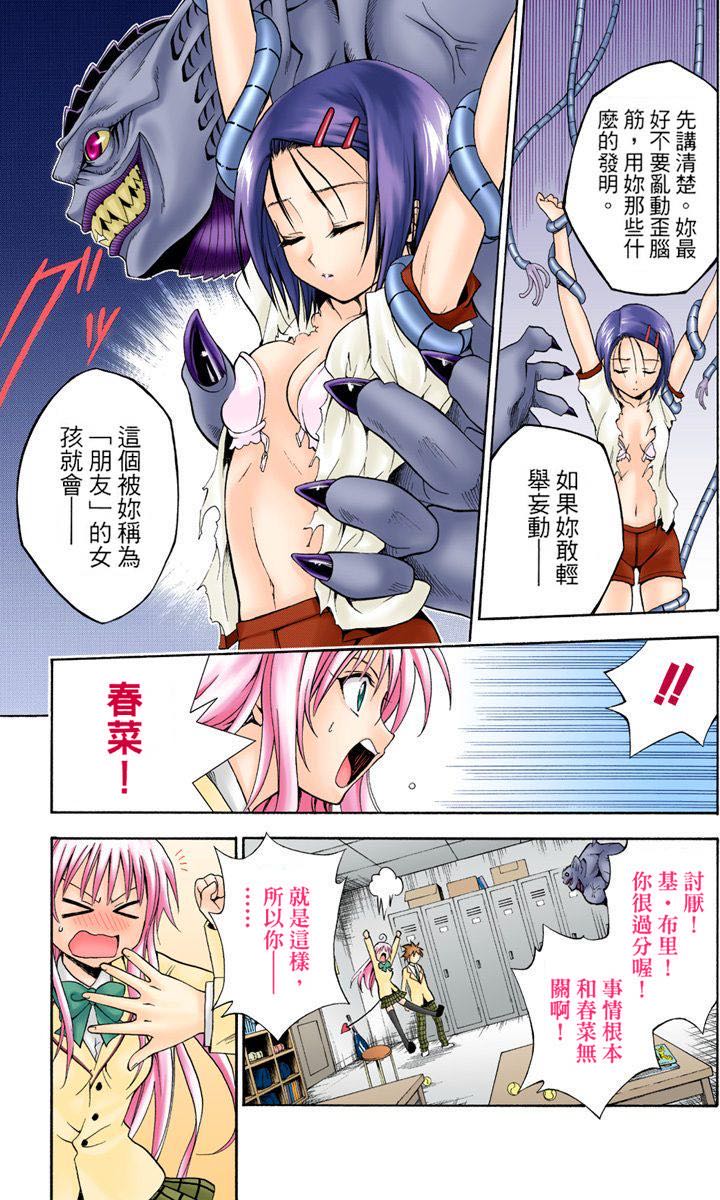 先講清楚。妳最
好不要亂動歪腦
筋，用妳那些什
麼的發明。
如果妳敢輕
舉妄動──
這個被妳稱為
「朋友」的女
孩就會──
グッ
!!
春菜！
討厭！
基・布里！
你很過分喔！
事情根本
和春菜無
關啊！
就是這樣，
所以你──
……